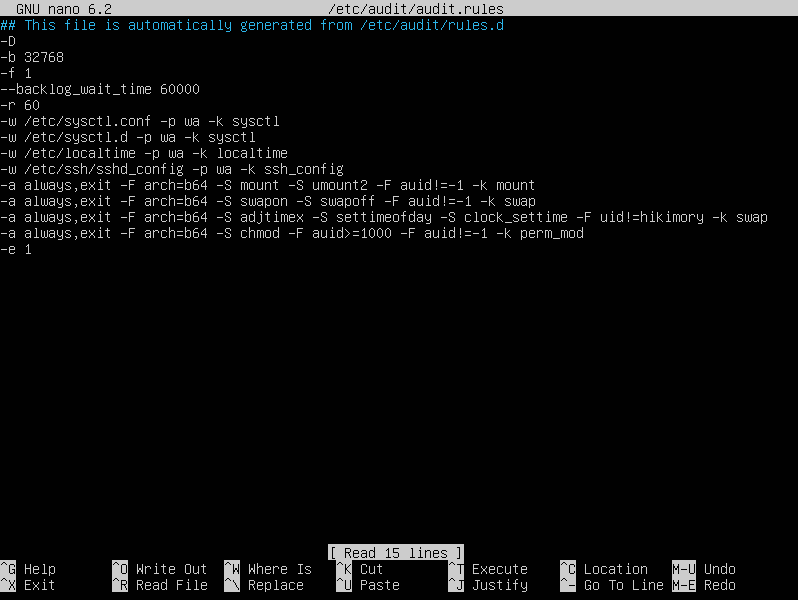 GNU nano 6.2 /etc/audit/audit.rules
## This file is automatically generated from /etc/audit/rules.d
-D
-b 32768
-f 1
--backlog_wait_time 60000
-r 60
-w /etc/sysctl.conf -p wa -k sysctl
-w /etc/sysctl.d -p wa -k sysctl
-w /etc/localtime -p wa -k localtime
-w /etc/ssh/sshd_config -p wa -k ssh_config
-a always,exit -F arch=b64 -S mount -S umount2 -F auid!=-1 -k mount
-a always,exit -F arch=b64 -S swapon -S swapoff -F auid!=-1 -k swap
-a always,exit -F arch=b64 -S adjtimex -S settimeofday -S clock_settime -F uid!=hikimory -k swap
-a always,exit -F arch=b64 -S chmod -F auid>=1000 -F auid!=-1 -k perm_mod
-e 1
[ Read 15 lines ]
^G Help ^O Write Out ^W Where Is ^K Cut ^T Execute ^C Location M-U Undo
^X Exit ^R Read File ^\ Replace ^U Paste ^J Justify ^- Go To Line M-E Redo